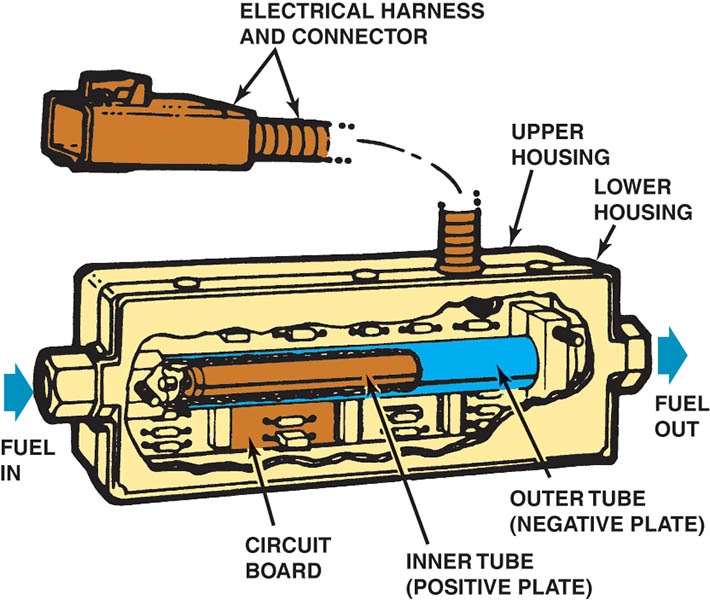 ELECTRICAL HARNESS
AND CONNECTOR
UPPER
HOUSING
LOWER
HOUSING
FUEL
IN
FUEL
OUT
OUTER TUBE
(NEGATIVE PLATE)
CIRCUIT
BOARD
INNER TUBE
(POSITIVE PLATE)